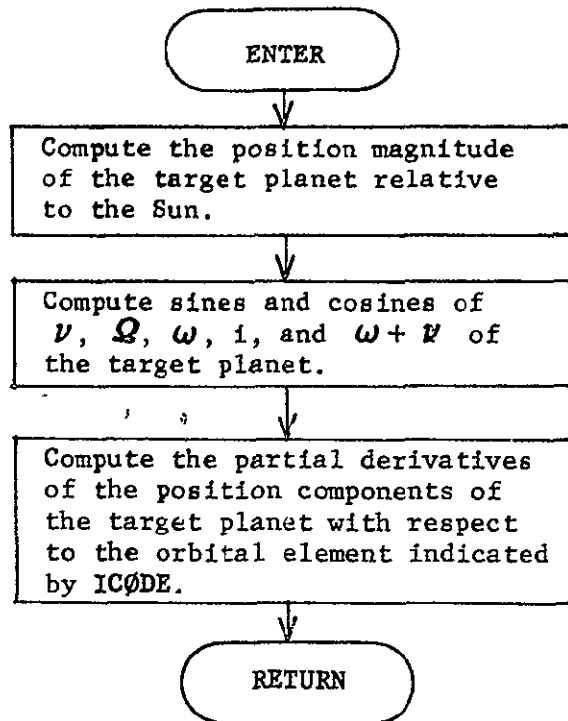 ENTER
Compute the position magnitude
of the target planet relative
to the Sun.
Compute sines and cosines of
ν, Ω, ω, i, and ω + ν of
the target planet.
Compute the partial derivatives
of the position components of
the target planet with respect
to the orbital element indicated
by ICØDE.
RETURN